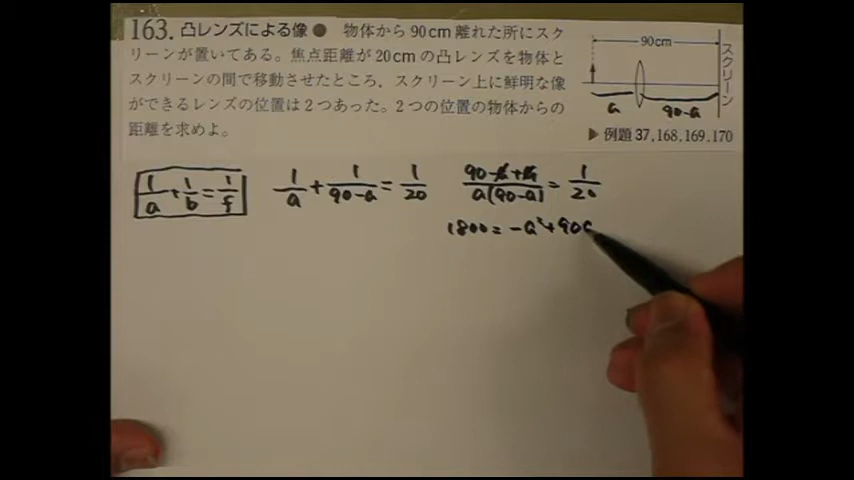 163. 凸レンズによる像 ● 物体から90cm離れた所にスク
リーンが置いてある。焦点距離が20cmの凸レンズを物体と
スクリーンの間で移動させたところ，スクリーン上に鮮明な像
ができるレンズの位置は2つあった。2つの位置の物体からの
距離を求めよ。
90cm
スクリーン
a
90-a
▶ 例題 37,168,169,170
1/a + 1/b = 1/f
1/a + 1/(90-a) = 1/20
(90-a+a)/(a(90-a)) = 1/20
1800 = -a²+90a